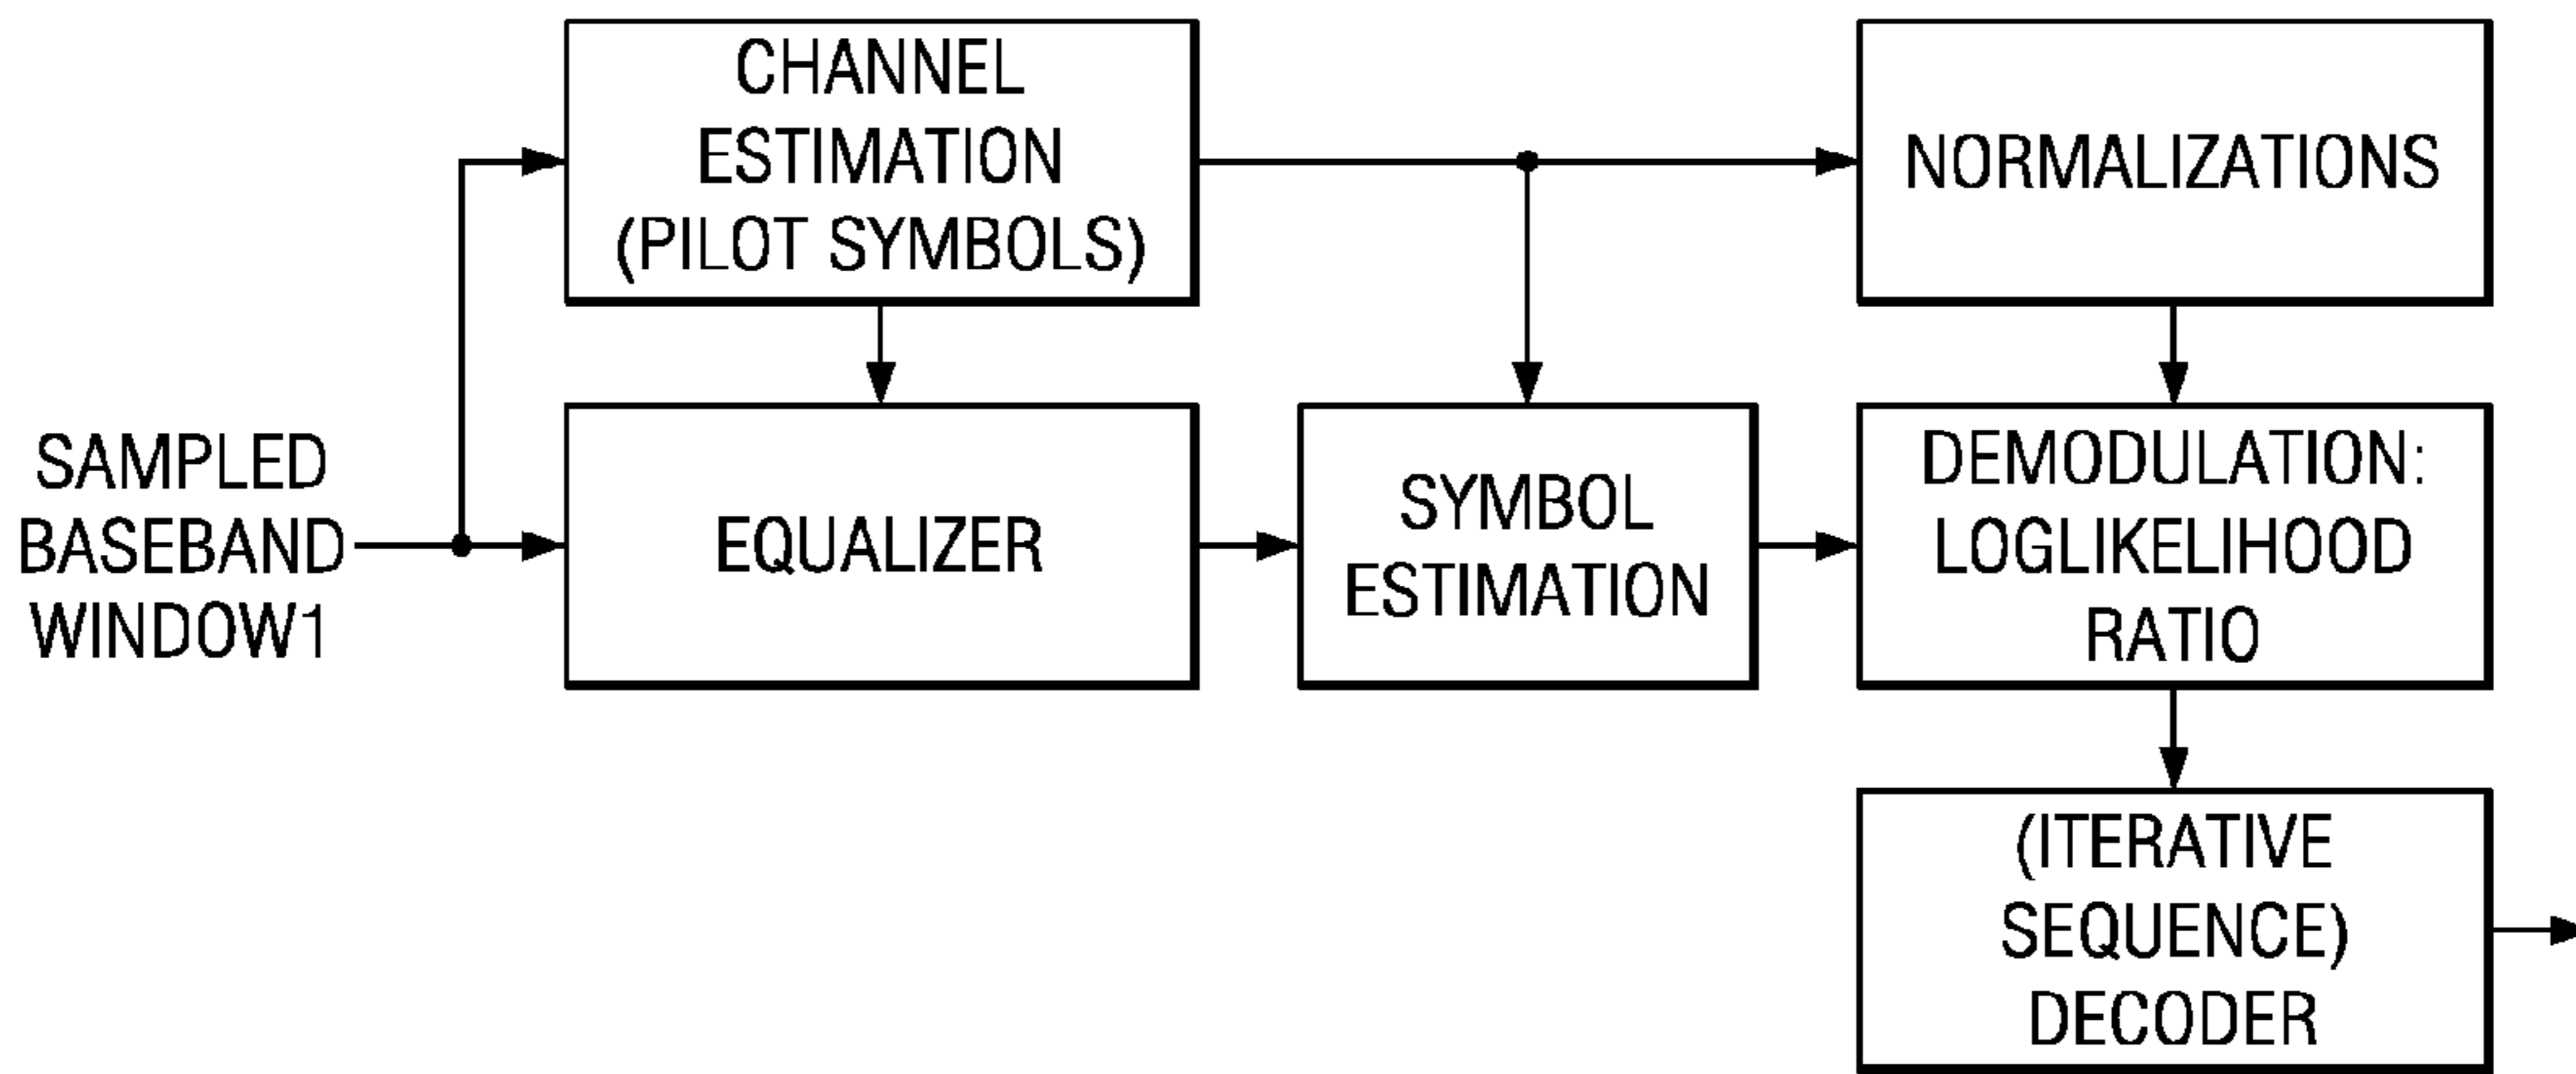 CHANNEL
ESTIMATION
(PILOT SYMBOLS)
NORMALIZATIONS
SAMPLED
BASEBAND
WINDOW1
EQUALIZER
SYMBOL
ESTIMATION
DEMODULATION:
LOGLIKELIHOOD
RATIO
(ITERATIVE
SEQUENCE)
DECODER